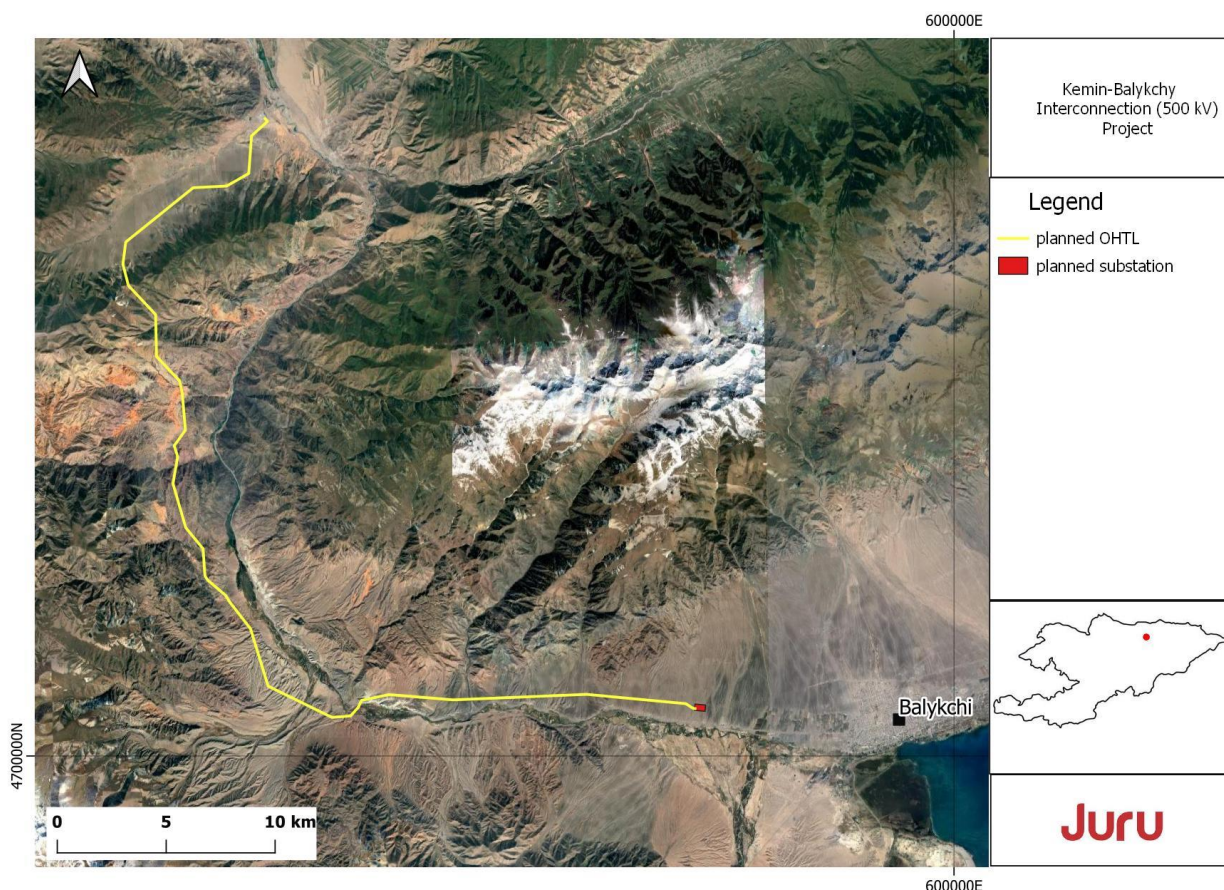 600000E
Kemin-Balykchy
Interconnection (500 kV)
Project
Legend
planned OHTL
planned substation
Balykchi
4700000N
0 5 10 km
Juru
600000E